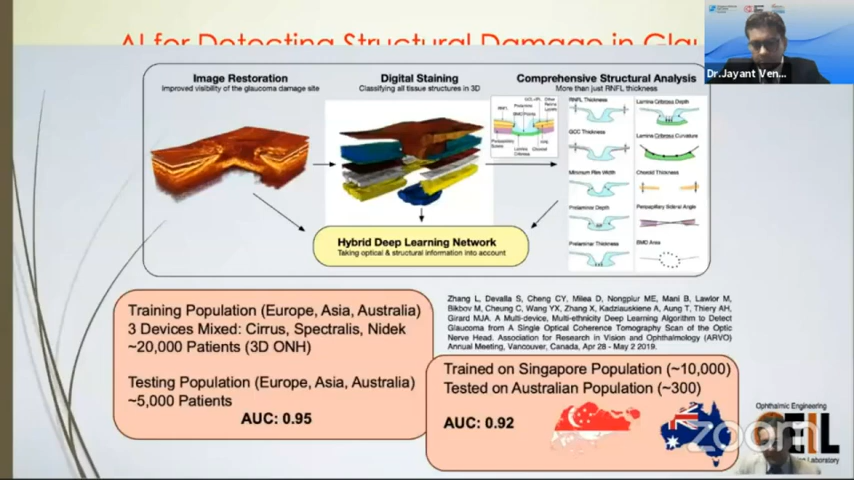 AI for Detecting Structural Damage in Glau
Dr.Jayant Ven...
Image Restoration
Improved visibility of the glaucoma damage site
Digital Staining
Classifying all tissue structures in 3D
Comprehensive Structural Analysis
More than just RNFL thickness
RNFL Thickness
Lamina Cribrosa Depth
GCC Thickness
Lamina Cribrosa Curvature
Minimum Rim Width
Choroid Thickness
Prelaminar Depth
Peripapillary Scleral Angle
Prelaminar Thickness
BMO Area
Hybrid Deep Learning Network
Taking optical & structural information into account
Training Population (Europe, Asia, Australia)
3 Devices Mixed: Cirrus, Spectralis, Nidek
~20,000 Patients (3D ONH)
Testing Population (Europe, Asia, Australia)
~5,000 Patients
AUC: 0.95
Zhang L, Devalla S, Cheng CY, Milea D, Nongpiur ME, Mani B, Lawlor M,
Bikbov M, Cheung C, Wang YX, Zhang X, Kadziauskiene A, Aung T, Thiery AH,
Girard MJA. A Multi-device, Multi-ethnicity Deep Learning Algorithm to Detect
Glaucoma from A Single Optical Coherence Tomography Scan of the Optic
Nerve Head. Association for Research in Vision and Ophthalmology (ARVO)
Annual Meeting, Vancouver, Canada, Apr 28 - May 2 2019.
Trained on Singapore Population (~10,000)
Tested on Australian Population (~300)
AUC: 0.92
Ophthalmic Engineering
zoom
Laboratory